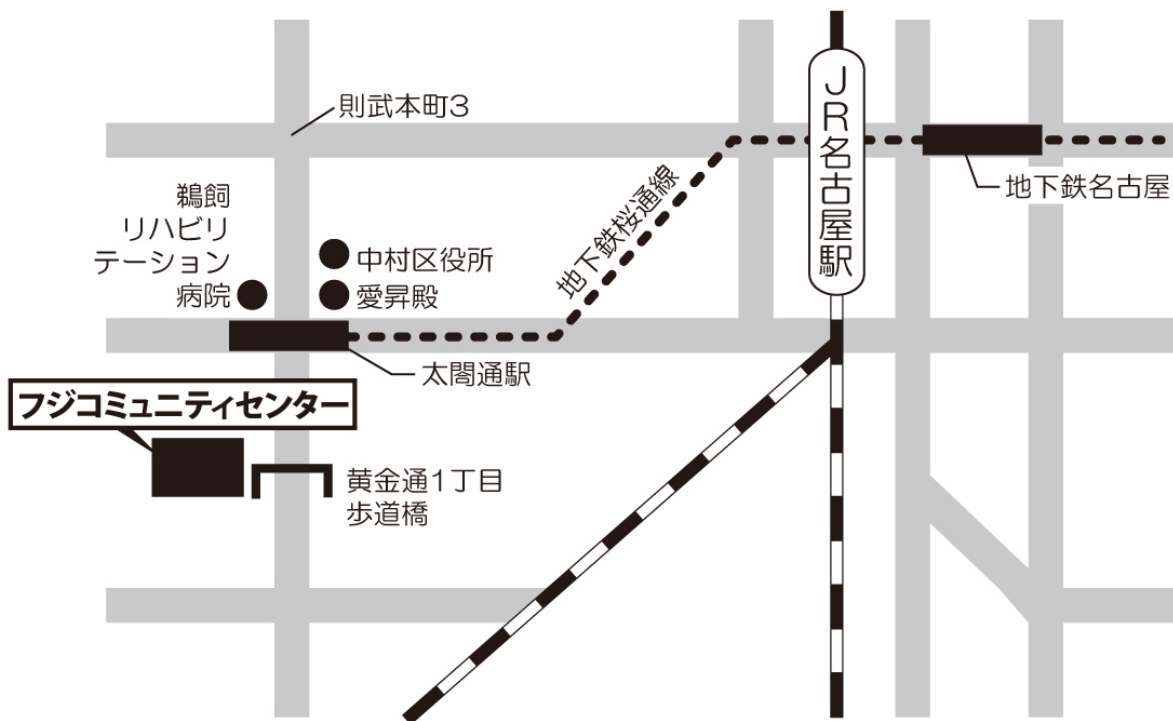 則武本町3
JR名古屋駅
地下鉄名古屋
地下鉄桜通線
鵜飼
リハビリ
テーション
病院
中村区役所
愛昇殿
太閤通駅
フジコミュニティセンター
黄金通1丁目
歩道橋